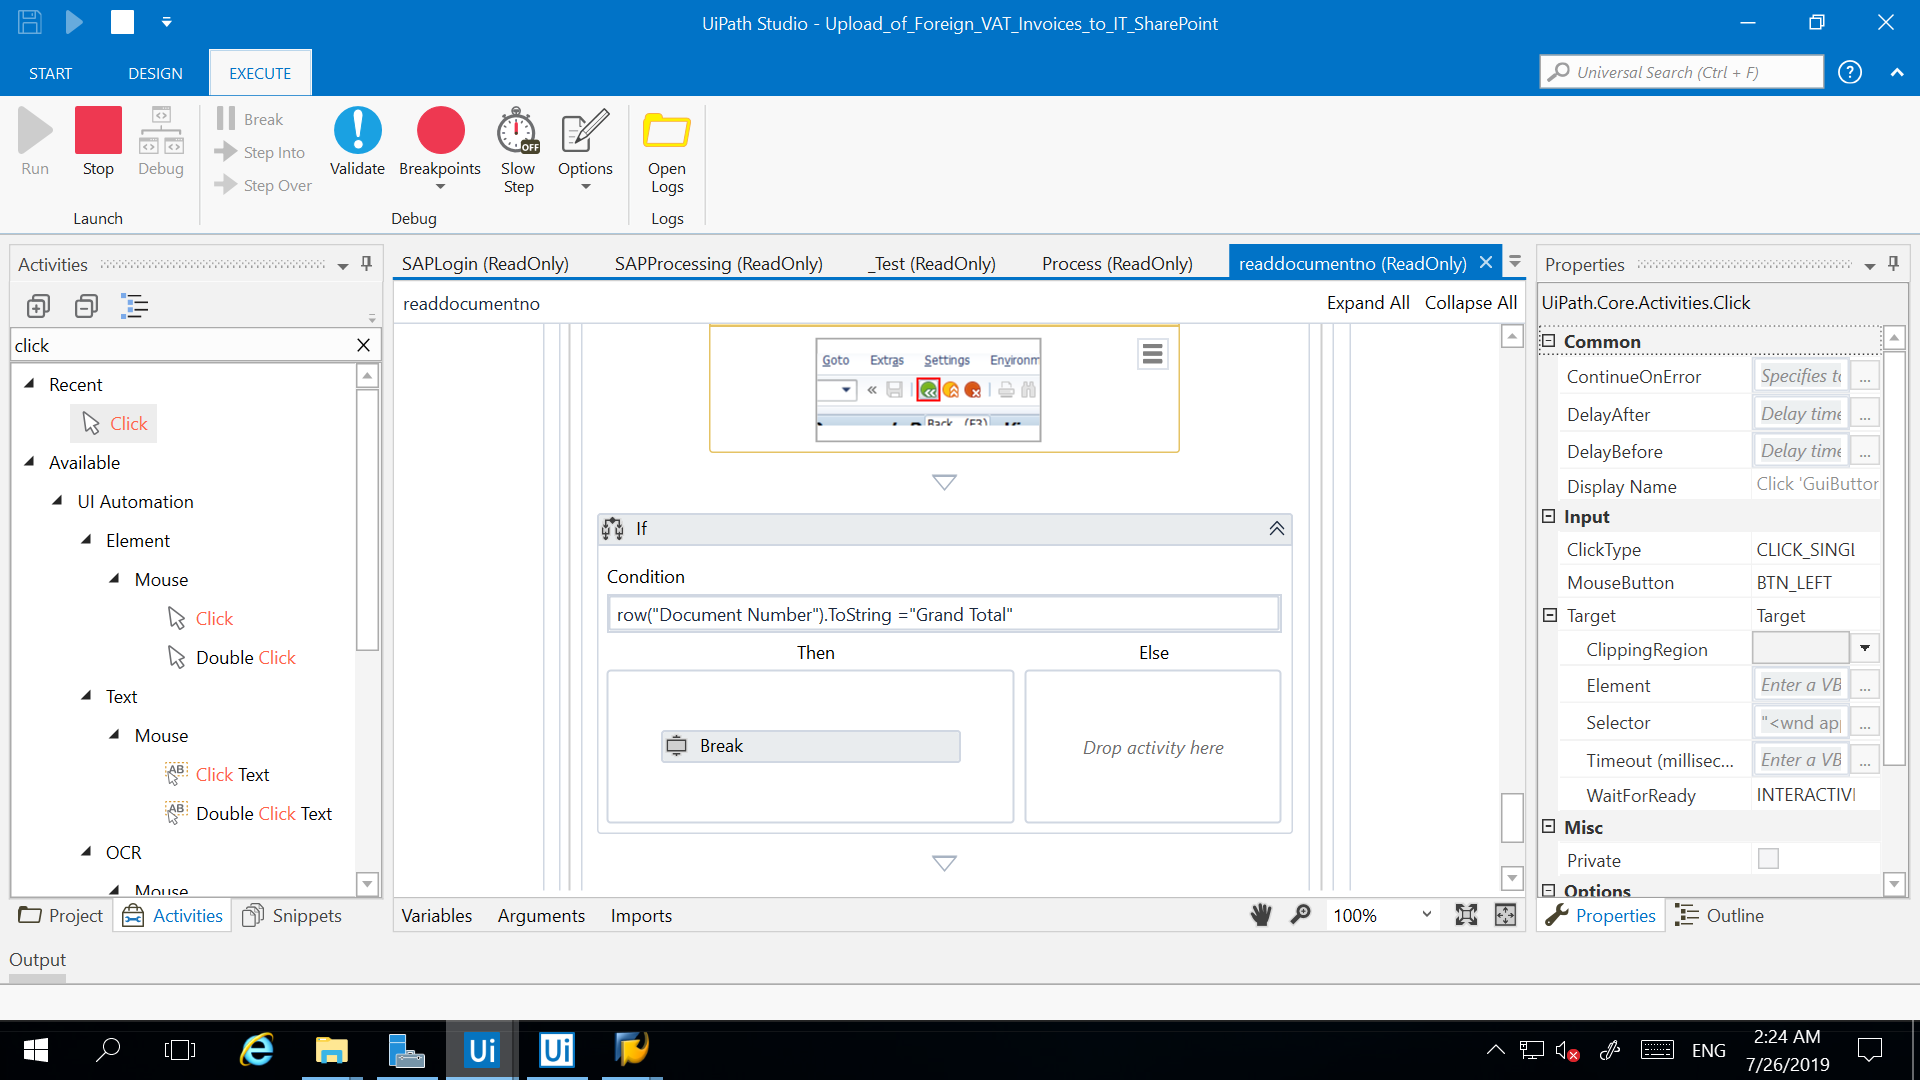 UiPath Studio - Upload_of_Foreign_VAT_Invoices_to_IT_SharePoint
START
DESIGN
EXECUTE
Universal Search (Ctrl + F)
Run
Stop
Debug
Launch
Break
Step Into
Step Over
Validate
Breakpoints
Slow
Step
OFF
Options
Debug
Open
Logs
Logs
Activities
click
Recent
Click
Available
UI Automation
Element
Mouse
Click
Double Click
Text
Mouse
Click Text
Double Click Text
OCR
Mouse
Project
Activities
Snippets
SAPLogin (ReadOnly)
SAPProcessing (ReadOnly)
_Test (ReadOnly)
Process (ReadOnly)
readdocumentno (ReadOnly)
readdocumentno
Expand All
Collapse All
Goto
Extras
Settings
Environm
Back (F3)
If
Condition
row("Document Number").ToString ="Grand Total"
Then
Else
Break
Drop activity here
Variables
Arguments
Imports
100%
Properties
UiPath.Core.Activities.Click
Common
ContinueOnError
Specifies to
DelayAfter
Delay time
DelayBefore
Delay time
Display Name
Click 'GuiButton
Input
ClickType
CLICK_SINGL
MouseButton
BTN_LEFT
Target
Target
ClippingRegion
Element
Enter a VB
Selector
"<wnd app
Timeout (millisec...
Enter a VB
WaitForReady
INTERACTIVE
Misc
Private
Options
Properties
Outline
Output
Ui
Ui
ENG
2:24 AM
7/26/2019